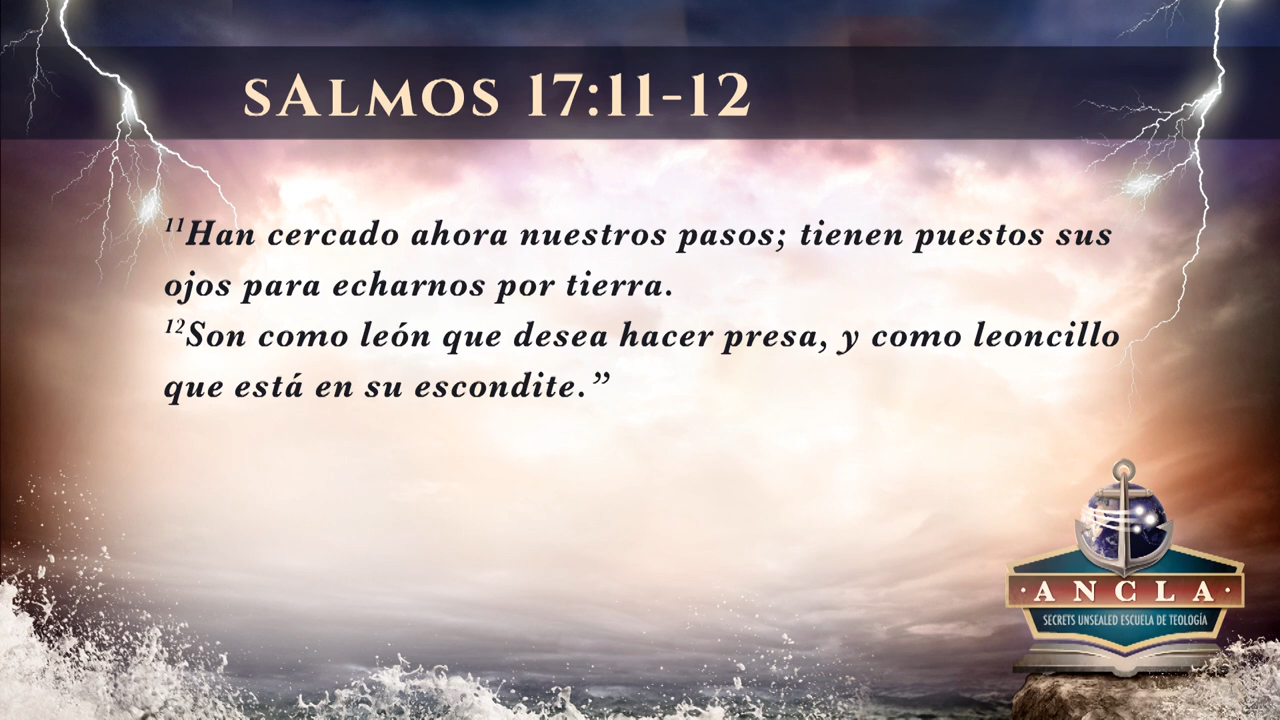 sALMOS 17:11-12
¹¹Han cercado ahora nuestros pasos; tienen puestos sus
ojos para echarnos por tierra.
¹²Son como león que desea hacer presa, y como leoncillo
que está en su escondite.”
· A N C L A ·
SECRETS UNSEALED ESCUELA DE TEOLOGÍA